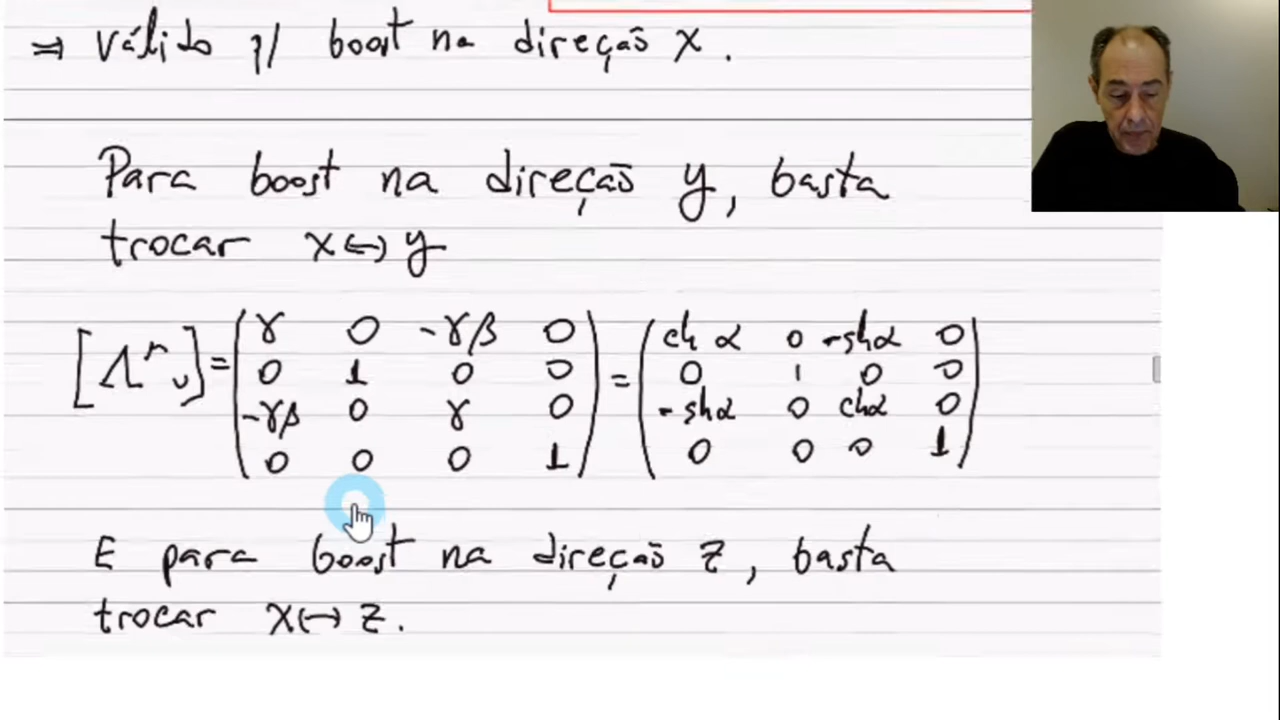 ⇒ válido p/ boost na direção x.
Para boost na direção y, basta
trocar x↔y
[Λ^μ_ν] = (γ 0 -γβ 0 = (ch α 0 -sh α 0
0 1 0 0 0 1 0 0
-γβ 0 γ 0 -sh α 0 ch α 0
0 0 0 1) 0 0 0 1)
E para boost na direção z, basta
trocar x↔z.